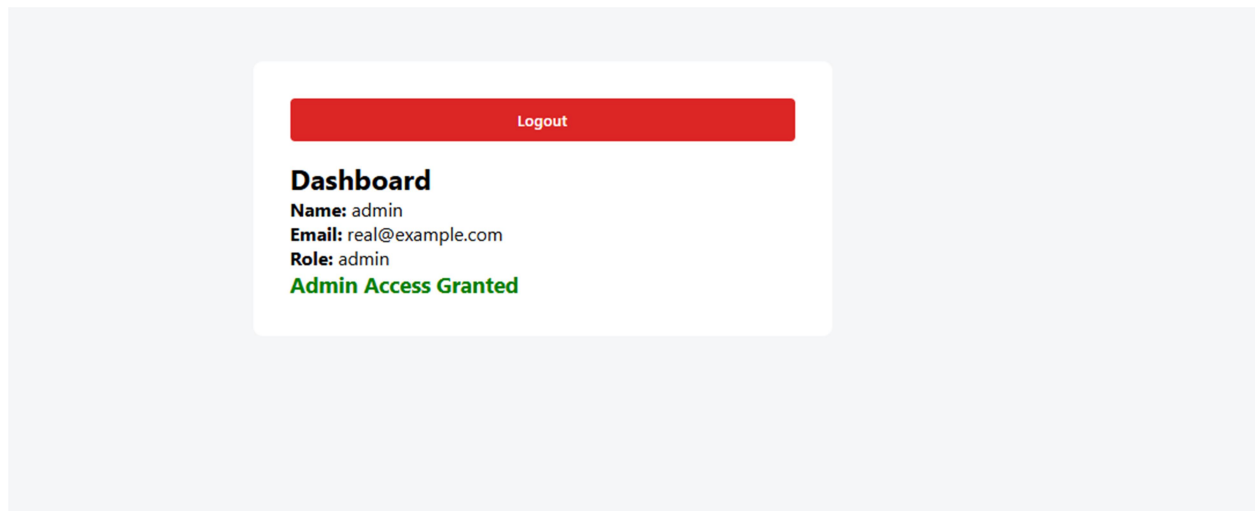 Logout
Dashboard
Name: admin
Email: real@example.com
Role: admin
Admin Access Granted